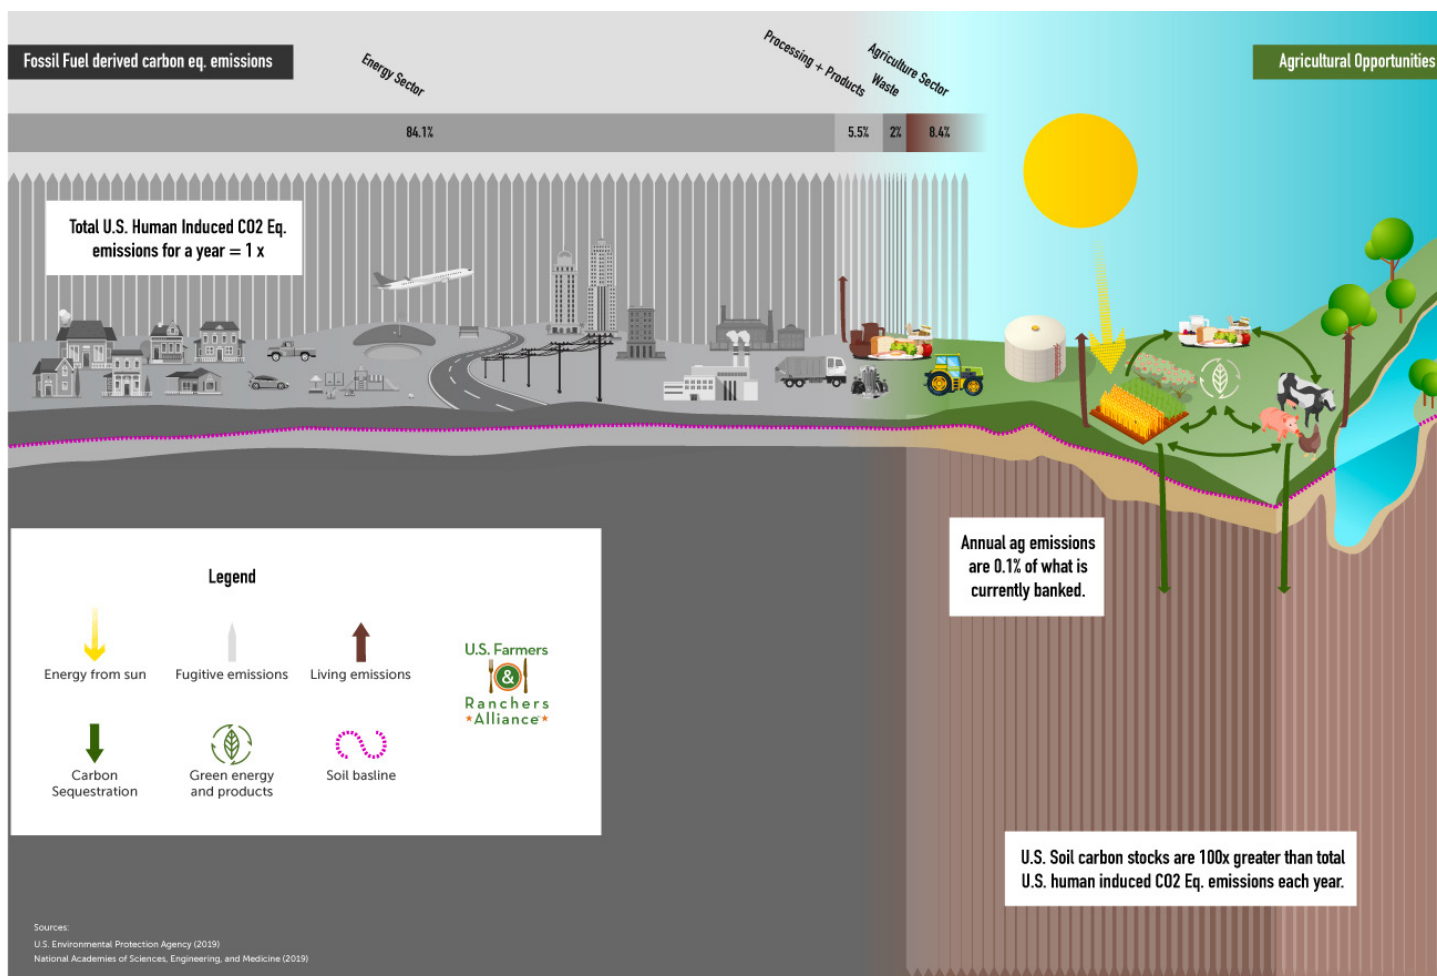 Fossil Fuel derived carbon eq. emissions
Energy Sector
Processing + Products
Waste
Agriculture Sector
Agricultural Opportunities
84.1%
5.5%
2%
8.4%
Total U.S. Human Induced CO2 Eq.
emissions for a year = 1 x
Annual ag emissions
are 0.1% of what is
currently banked.
Legend
Energy from sun
Fugitive emissions
Living emissions
Carbon
Sequestration
Green energy
and products
Soil basline
U.S. Farmers
&
Ranchers
Alliance
U.S. Soil carbon stocks are 100x greater than total
U.S. human induced CO2 Eq. emissions each year.
Sources:
U.S. Environmental Protection Agency (2019)
National Academies of Sciences, Engineering, and Medicine (2019)